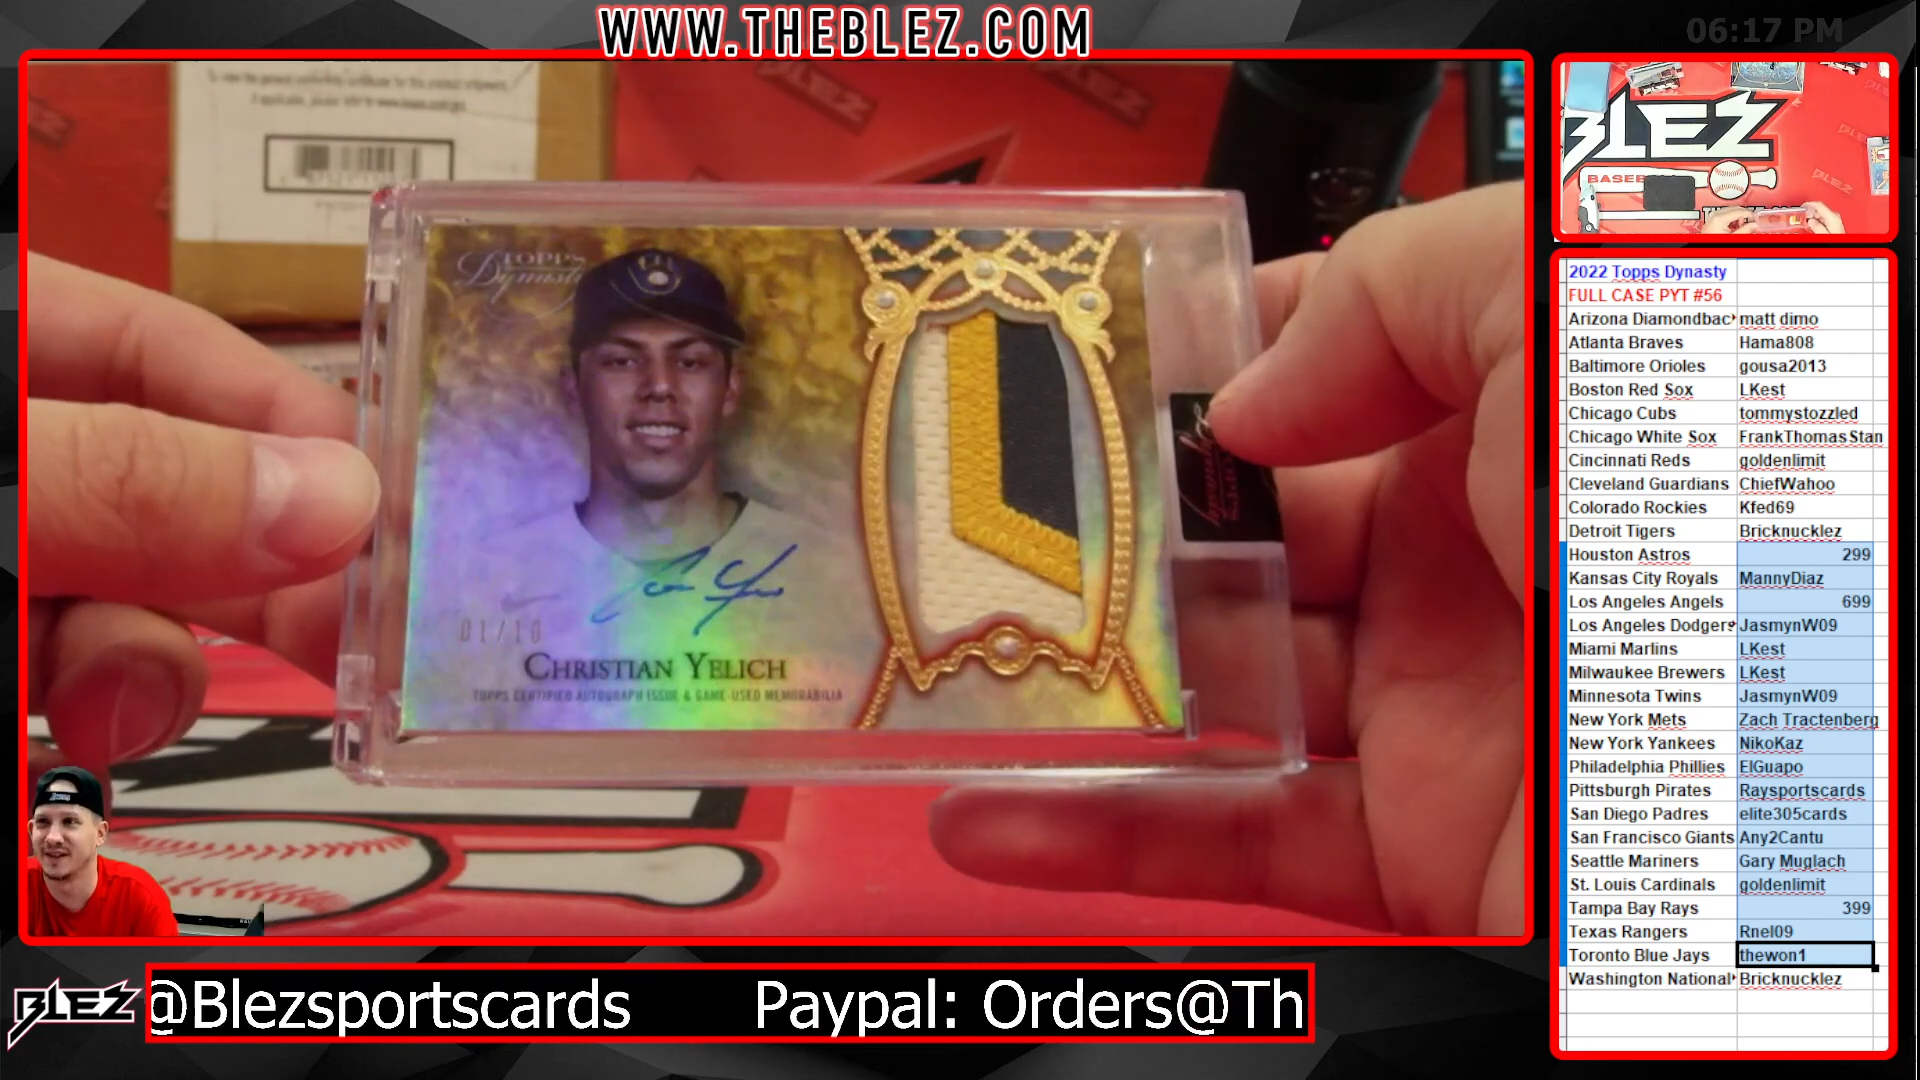 WWW.THEBLEZ.COM
06:17 PM
BLEZ
BLEZ
TOPPS
Dynasty
01/10
CHRISTIAN YELICH
TOPPS CERTIFIED AUTOGRAPH ISSUE & GAME-USED MEMORABILIA
BLEZ
BASEB
BLEZ
2022 Topps Dynasty
FULL CASE PYT #56
Arizona Diamondbac matt dimo
Atlanta Braves Hama808
Baltimore Orioles gousa2013
Boston Red Sox LKest
Chicago Cubs tommystozzled
Chicago White Sox FrankThomasStan
Cincinnati Reds goldenlimit
Cleveland Guardians ChiefWahoo
Colorado Rockies Kfed69
Detroit Tigers Bricknucklez
Houston Astros 299
Kansas City Royals MannyDiaz
Los Angeles Angels 699
Los Angeles Dodgers JasmynW09
Miami Marlins LKest
Milwaukee Brewers LKest
Minnesota Twins JasmynW09
New York Mets Zach Tractenberg
New York Yankees NikoKaz
Philadelphia Phillies ElGuapo
Pittsburgh Pirates Raysportscards
San Diego Padres elite305cards
San Francisco Giants Any2Cantu
Seattle Mariners Gary Muglach
St. Louis Cardinals goldenlimit
Tampa Bay Rays 399
Texas Rangers Rnel09
Toronto Blue Jays thewon1
Washington National Bricknucklez
BLEZ
@Blezsportscards Paypal: Orders@Th